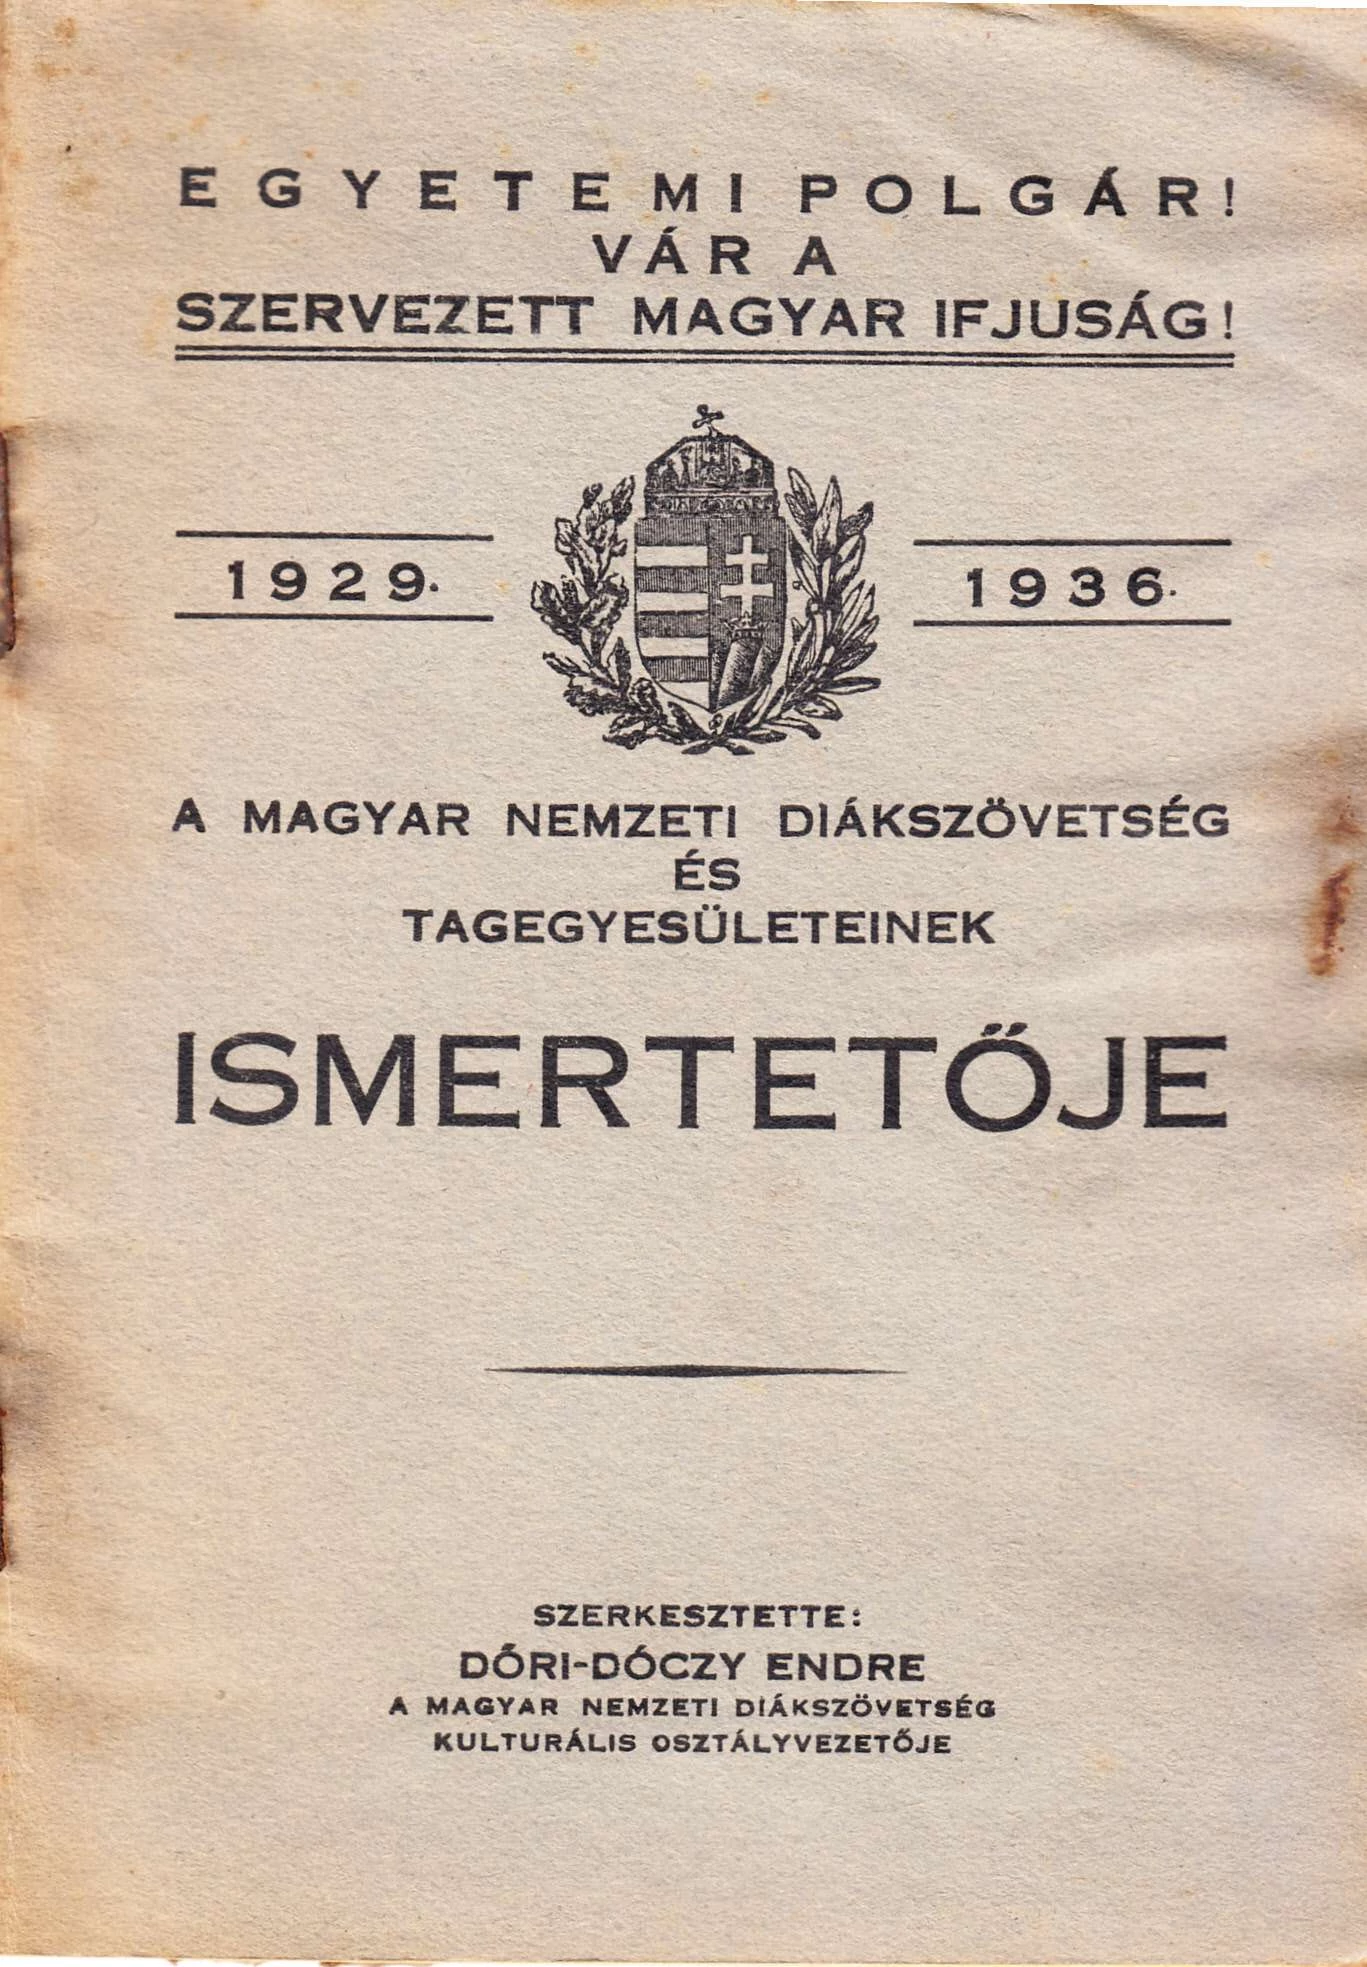 EGYETEMI POLGÁR!
VÁR A
SZERVEZETT MAGYAR IFJUSÁG!
1929. 1936.
A MAGYAR NEMZETI DIÁKSZÖVETSÉG
ÉS
TAGEGYESÜLETEINEK
ISMERTETŐJE
SZERKESZTETTE:
DŐRI-DÓCZY ENDRE
A MAGYAR NEMZETI DIÁKSZÖVETSÉG
KULTURÁLIS OSZTÁLYVEZETŐJE